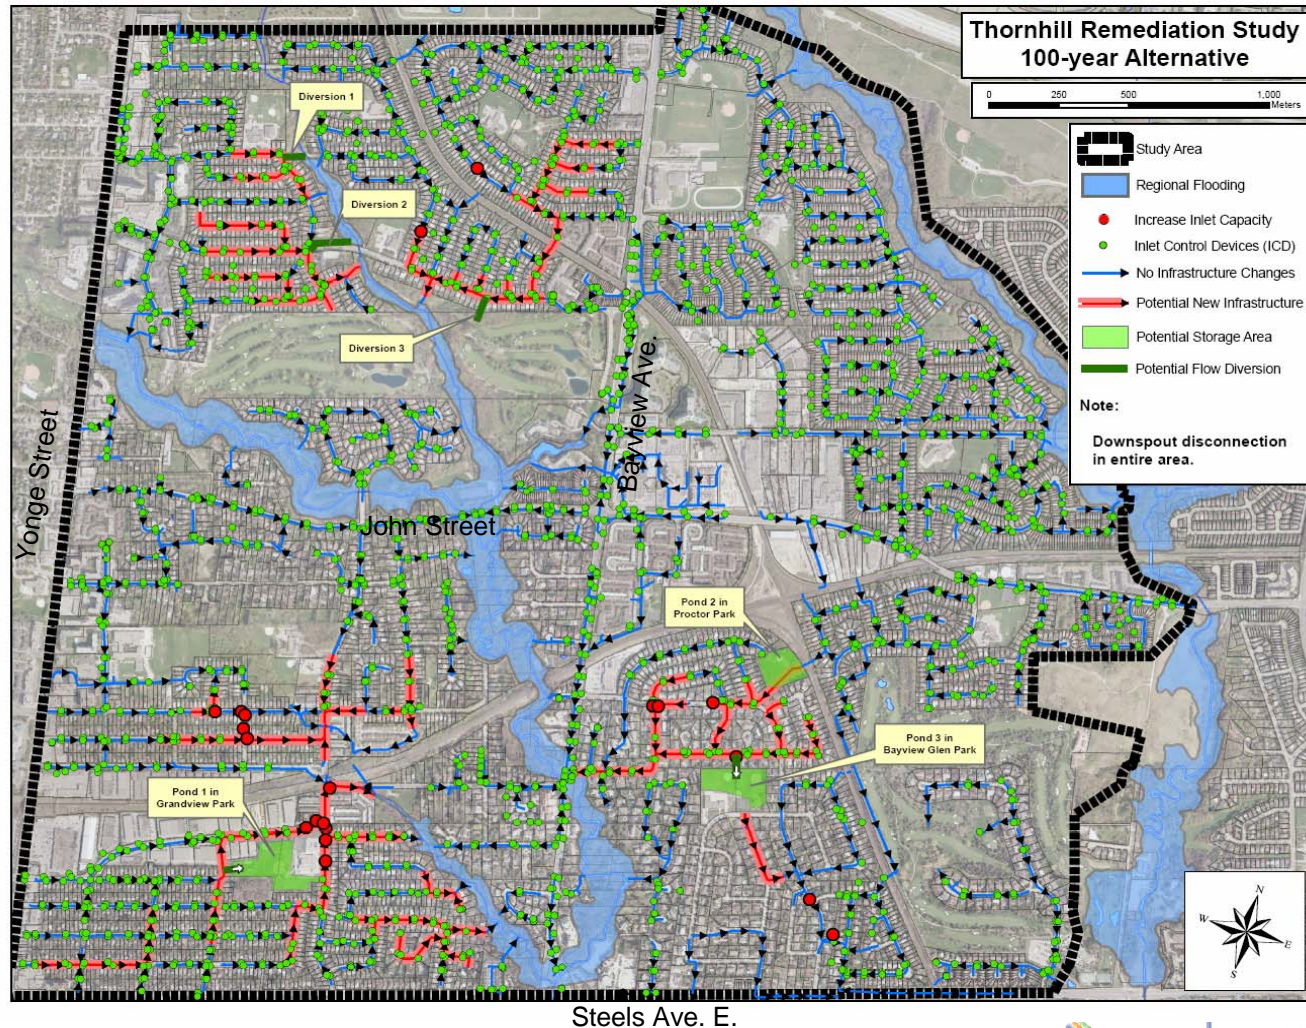 Thornhill Remediation Study
100-year Alternative
0 250 500 1,000
Meters
Study Area
Regional Flooding
Increase Inlet Capacity
Inlet Control Devices (ICD)
No Infrastructure Changes
Potential New Infrastructure
Potential Storage Area
Potential Flow Diversion
Note:
Downspout disconnection
in entire area.
Diversion 1
Diversion 2
Diversion 3
Yonge Street
Bayview Ave.
John Street
Pond 2 in
Proctor Park
Pond 3 in
Bayview Glen Park
Pond 1 in
Grandview Park
N
W
E
S
Steels Ave. E.